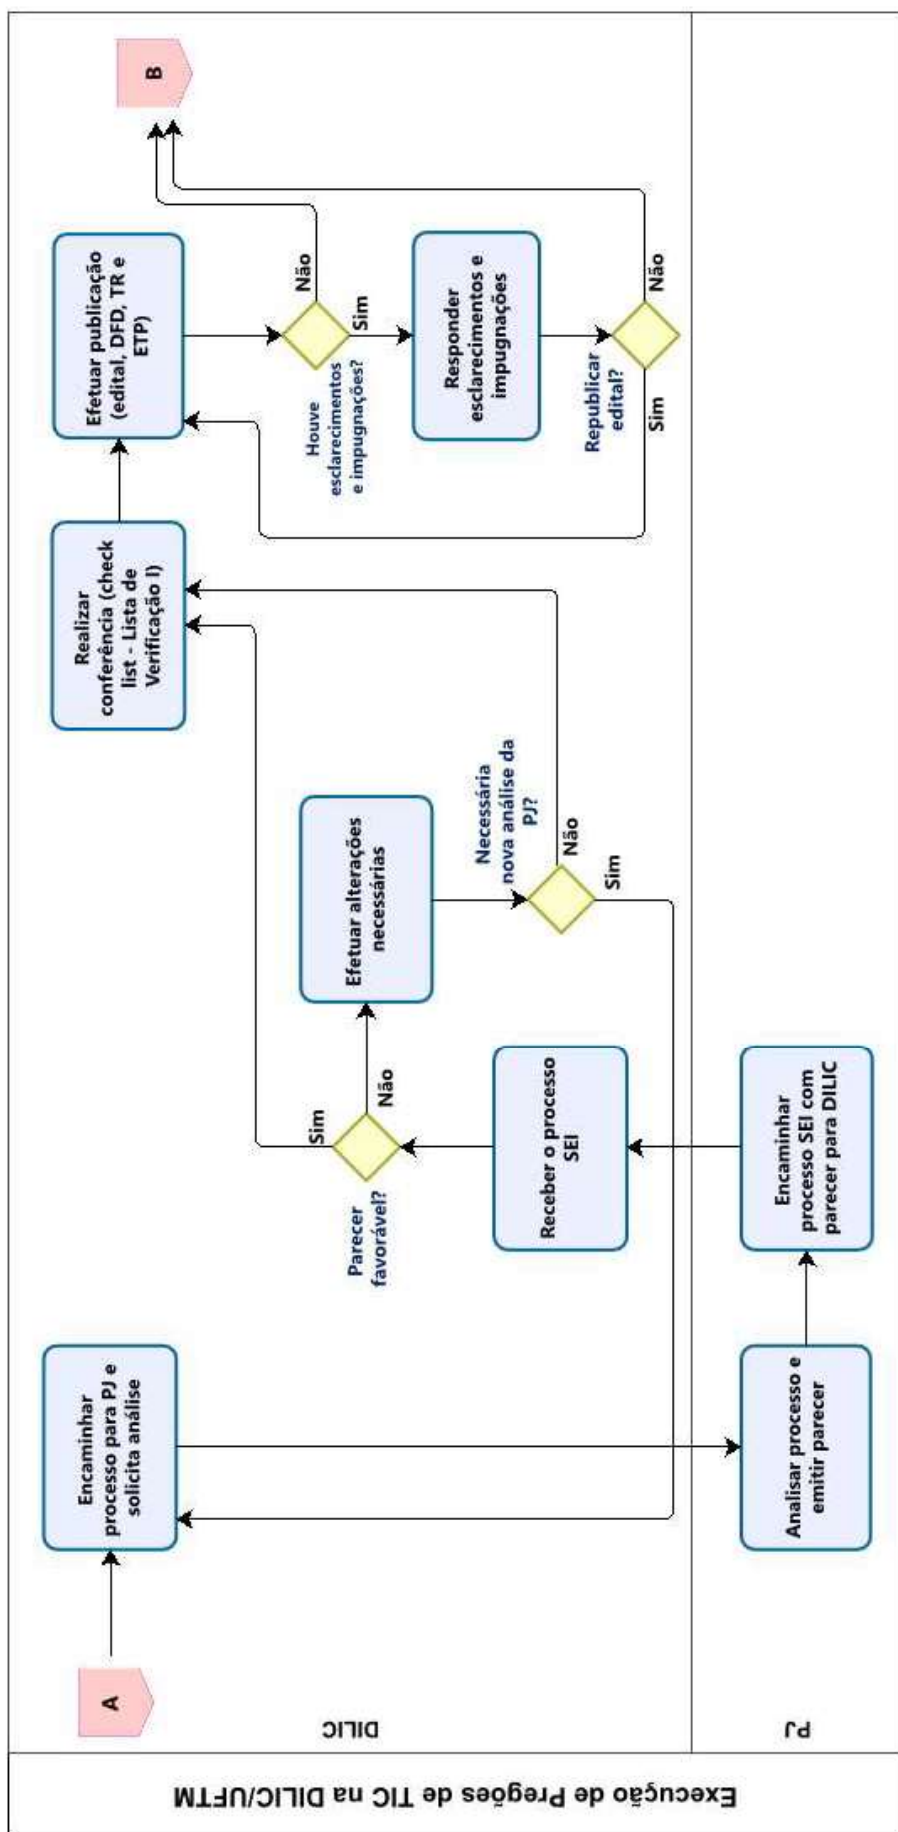 Execução de Pregões de TIC na DILIC/UFTM
DILIC
PJ
A
Encaminhar
processo para PJ e
solicita análise
Analisar processo e
emitir parecer
Encaminhar
processo SEI com
parecer para DILIC
Receber o processo
SEI
Parecer
favorável?
Sim
Não
Efetuar alterações
necessárias
Necessária
nova análise da
PJ?
Não
Sim
Realizar
conferência (check
list - Lista de
Verificação I)
Efetuar publicação
(edital, DFD, TR e
ETP)
Houve
esclarecimentos
e impugnações?
Não
Sim
Responder
esclarecimentos e
impugnações
Republicar
edital?
Não
Sim
B